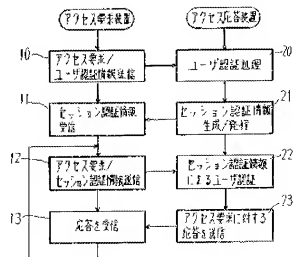 アクセス要求装置
アクセス応答装置
10
アクセス要求/
ユーザ認証情報送信
20
ユーザ認証処理
11
セッション認証情報
受信
21
セッション認証情報
生成/発行
12
アクセス要求/
セッション認証情報送信
22
セッション認証情報
によるユーザ認証
13
応答を受信
23
アクセス要求に対する
応答を送信